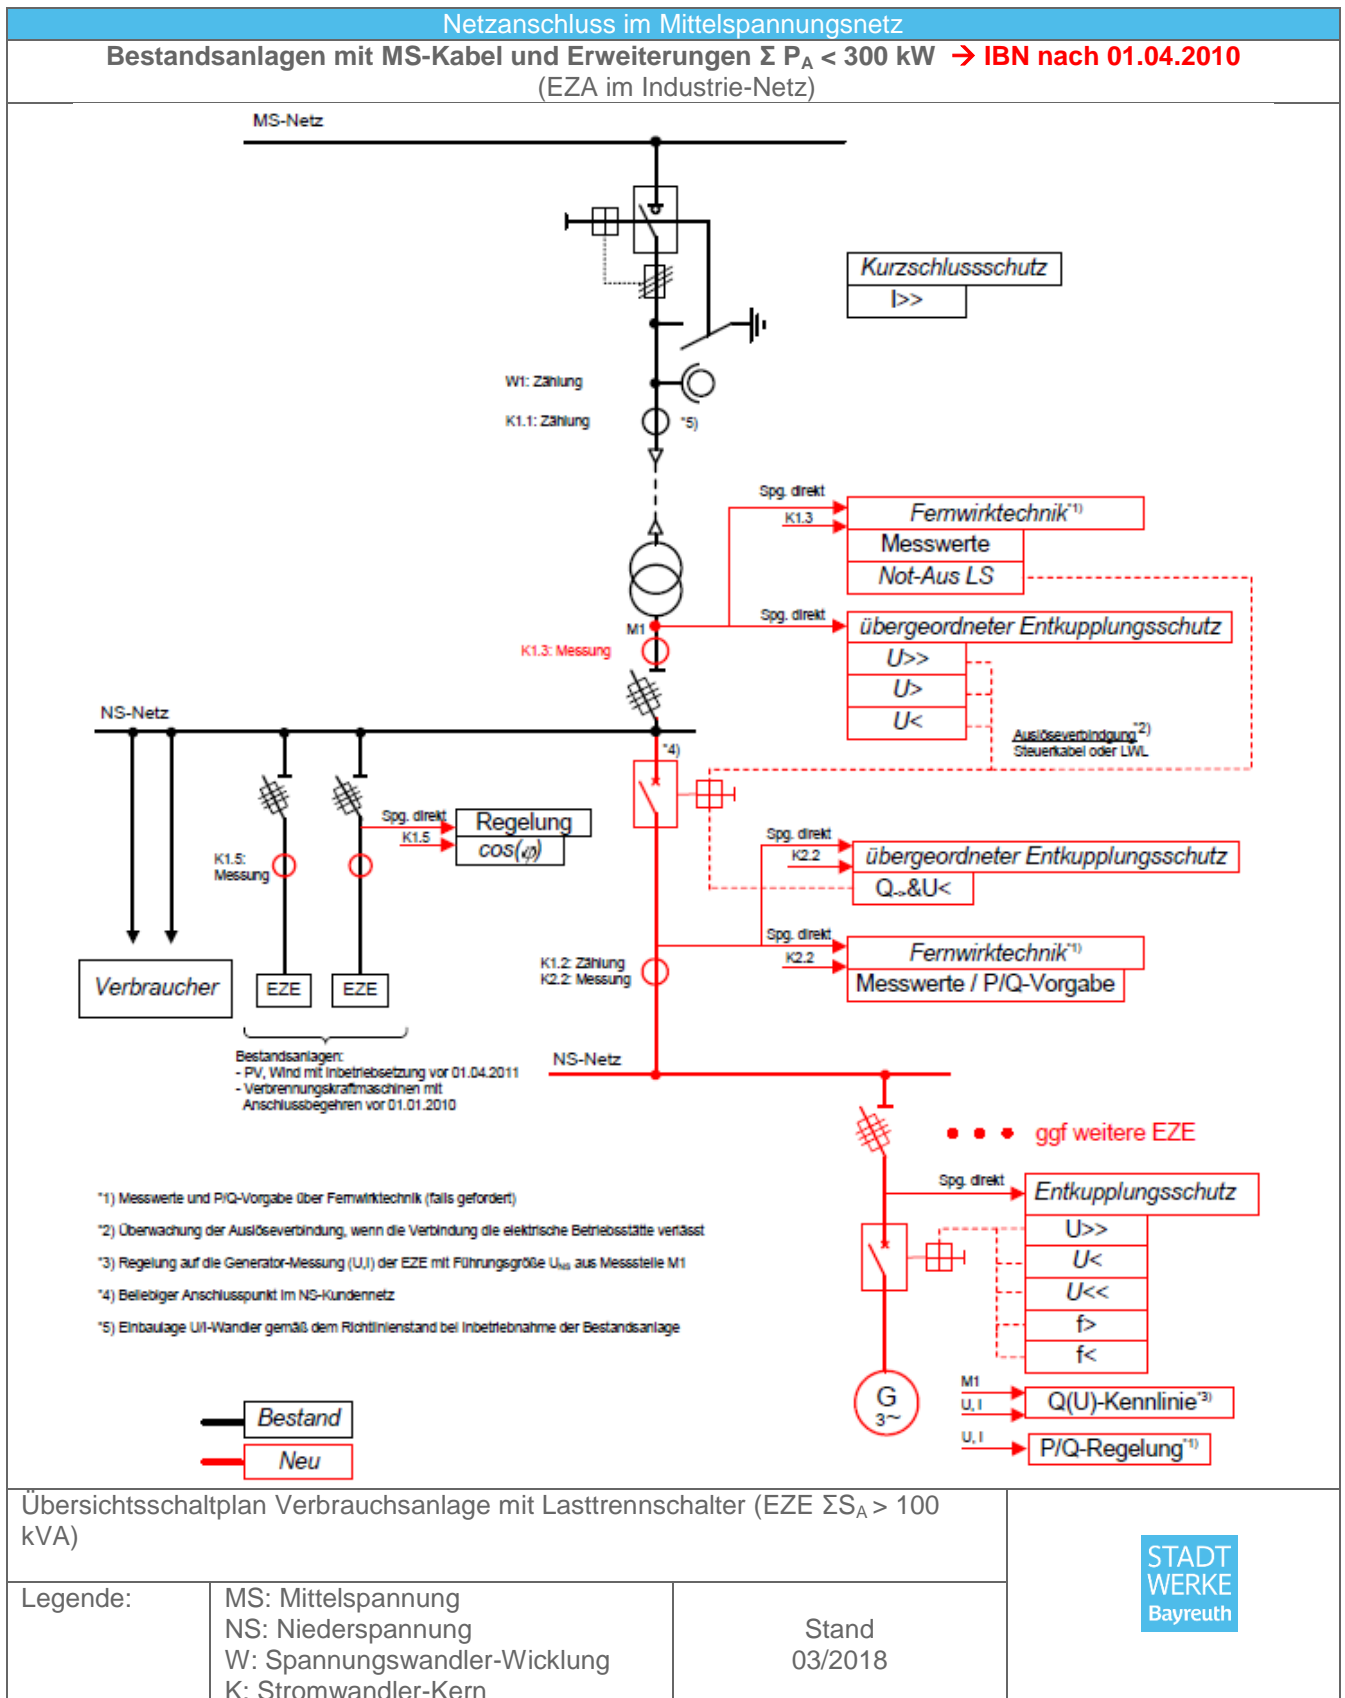 Netzanschluss im Mittelspannungsnetz
Bestandsanlagen mit MS-Kabel und Erweiterungen Σ PA < 300 kW → IBN nach 01.04.2010
(EZA im Industrie-Netz)
MS-Netz
Kurzschlussschutz
I>>
W1: Zählung
K1.1: Zählung
*5)
Spg. direkt
K1.3
Fernwirktechnik*1)
Messwerte
Not-Aus LS
M1
Spg. direkt
übergeordneter Entkupplungsschutz
K1.3: Messung
U>>
U>
U<
NS-Netz
Auslöseverbindgung*2)
Steuerkabel oder LWL
*4)
Spg. direkt
K1.5
Regelung
cos(φ)
K1.5:
Messung
Spg. direkt
K2.2
übergeordneter Entkupplungsschutz
Q->&U<
Spg. direkt
K2.2
Fernwirktechnik*1)
Messwerte / P/Q-Vorgabe
K1.2: Zählung
K2.2: Messung
Verbraucher
EZE
EZE
Bestandsanlagen:
- PV, Wind mit Inbetriebsetzung vor 01.04.2011
- Verbrennungskraftmaschinen mit
Anschlussbegehren vor 01.01.2010
NS-Netz
ggf weitere EZE
Spg. direkt
Entkupplungsschutz
U>>
U<
U<<
f>
f<
*1) Messwerte und P/Q-Vorgabe über Fernwirktechnik (falls gefordert)
*2) Überwachung der Auslöseverbindung, wenn die Verbindung die elektrische Betriebsstätte verlässt
*3) Regelung auf die Generator-Messung (U,I) der EZE mit Führungsgröße UNS aus Messstelle M1
*4) Beliebiger Anschlusspunkt im NS-Kundennetz
*5) Einbaulage U/I-Wandler gemäß dem Richtlinienstand bei Inbetriebnahme der Bestandsanlage
G
3~
M1
U, I
Q(U)-Kennlinie*3)
U, I
P/Q-Regelung*1)
Bestand
Neu
Übersichtsschaltplan Verbrauchsanlage mit Lasttrennschalter (EZE ΣSA > 100
kVA)
STADT
WERKE
Bayreuth
Legende:
MS: Mittelspannung
NS: Niederspannung
W: Spannungswandler-Wicklung
K: Stromwandler-Kern
Stand
03/2018